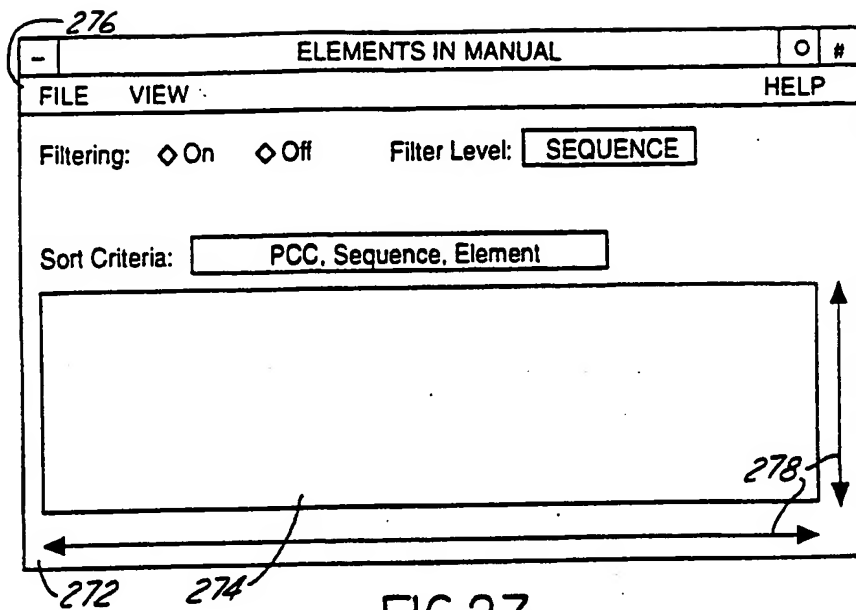 276
- ELEMENTS IN MANUAL O #
FILE VIEW HELP
Filtering: ◇ On ◇ Off Filter Level: SEQUENCE
Sort Criteria: PCC, Sequence, Element
278
272 274